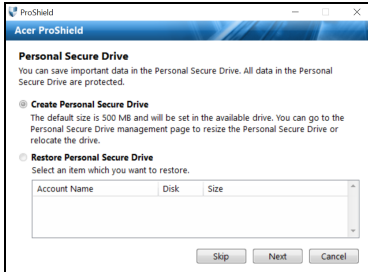 ProShield
Acer ProShield
Personal Secure Drive
You can save important data in the Personal Secure Drive. All data in the Personal
Secure Drive are protected.
Create Personal Secure Drive
The default size is 500 MB and will be set in the available drive. You can go to the
Personal Secure Drive management page to resize the Personal Secure Drive or
relocate the drive.
Restore Personal Secure Drive
Select an item which you want to restore.
Account Name Disk Size
Skip Next Cancel